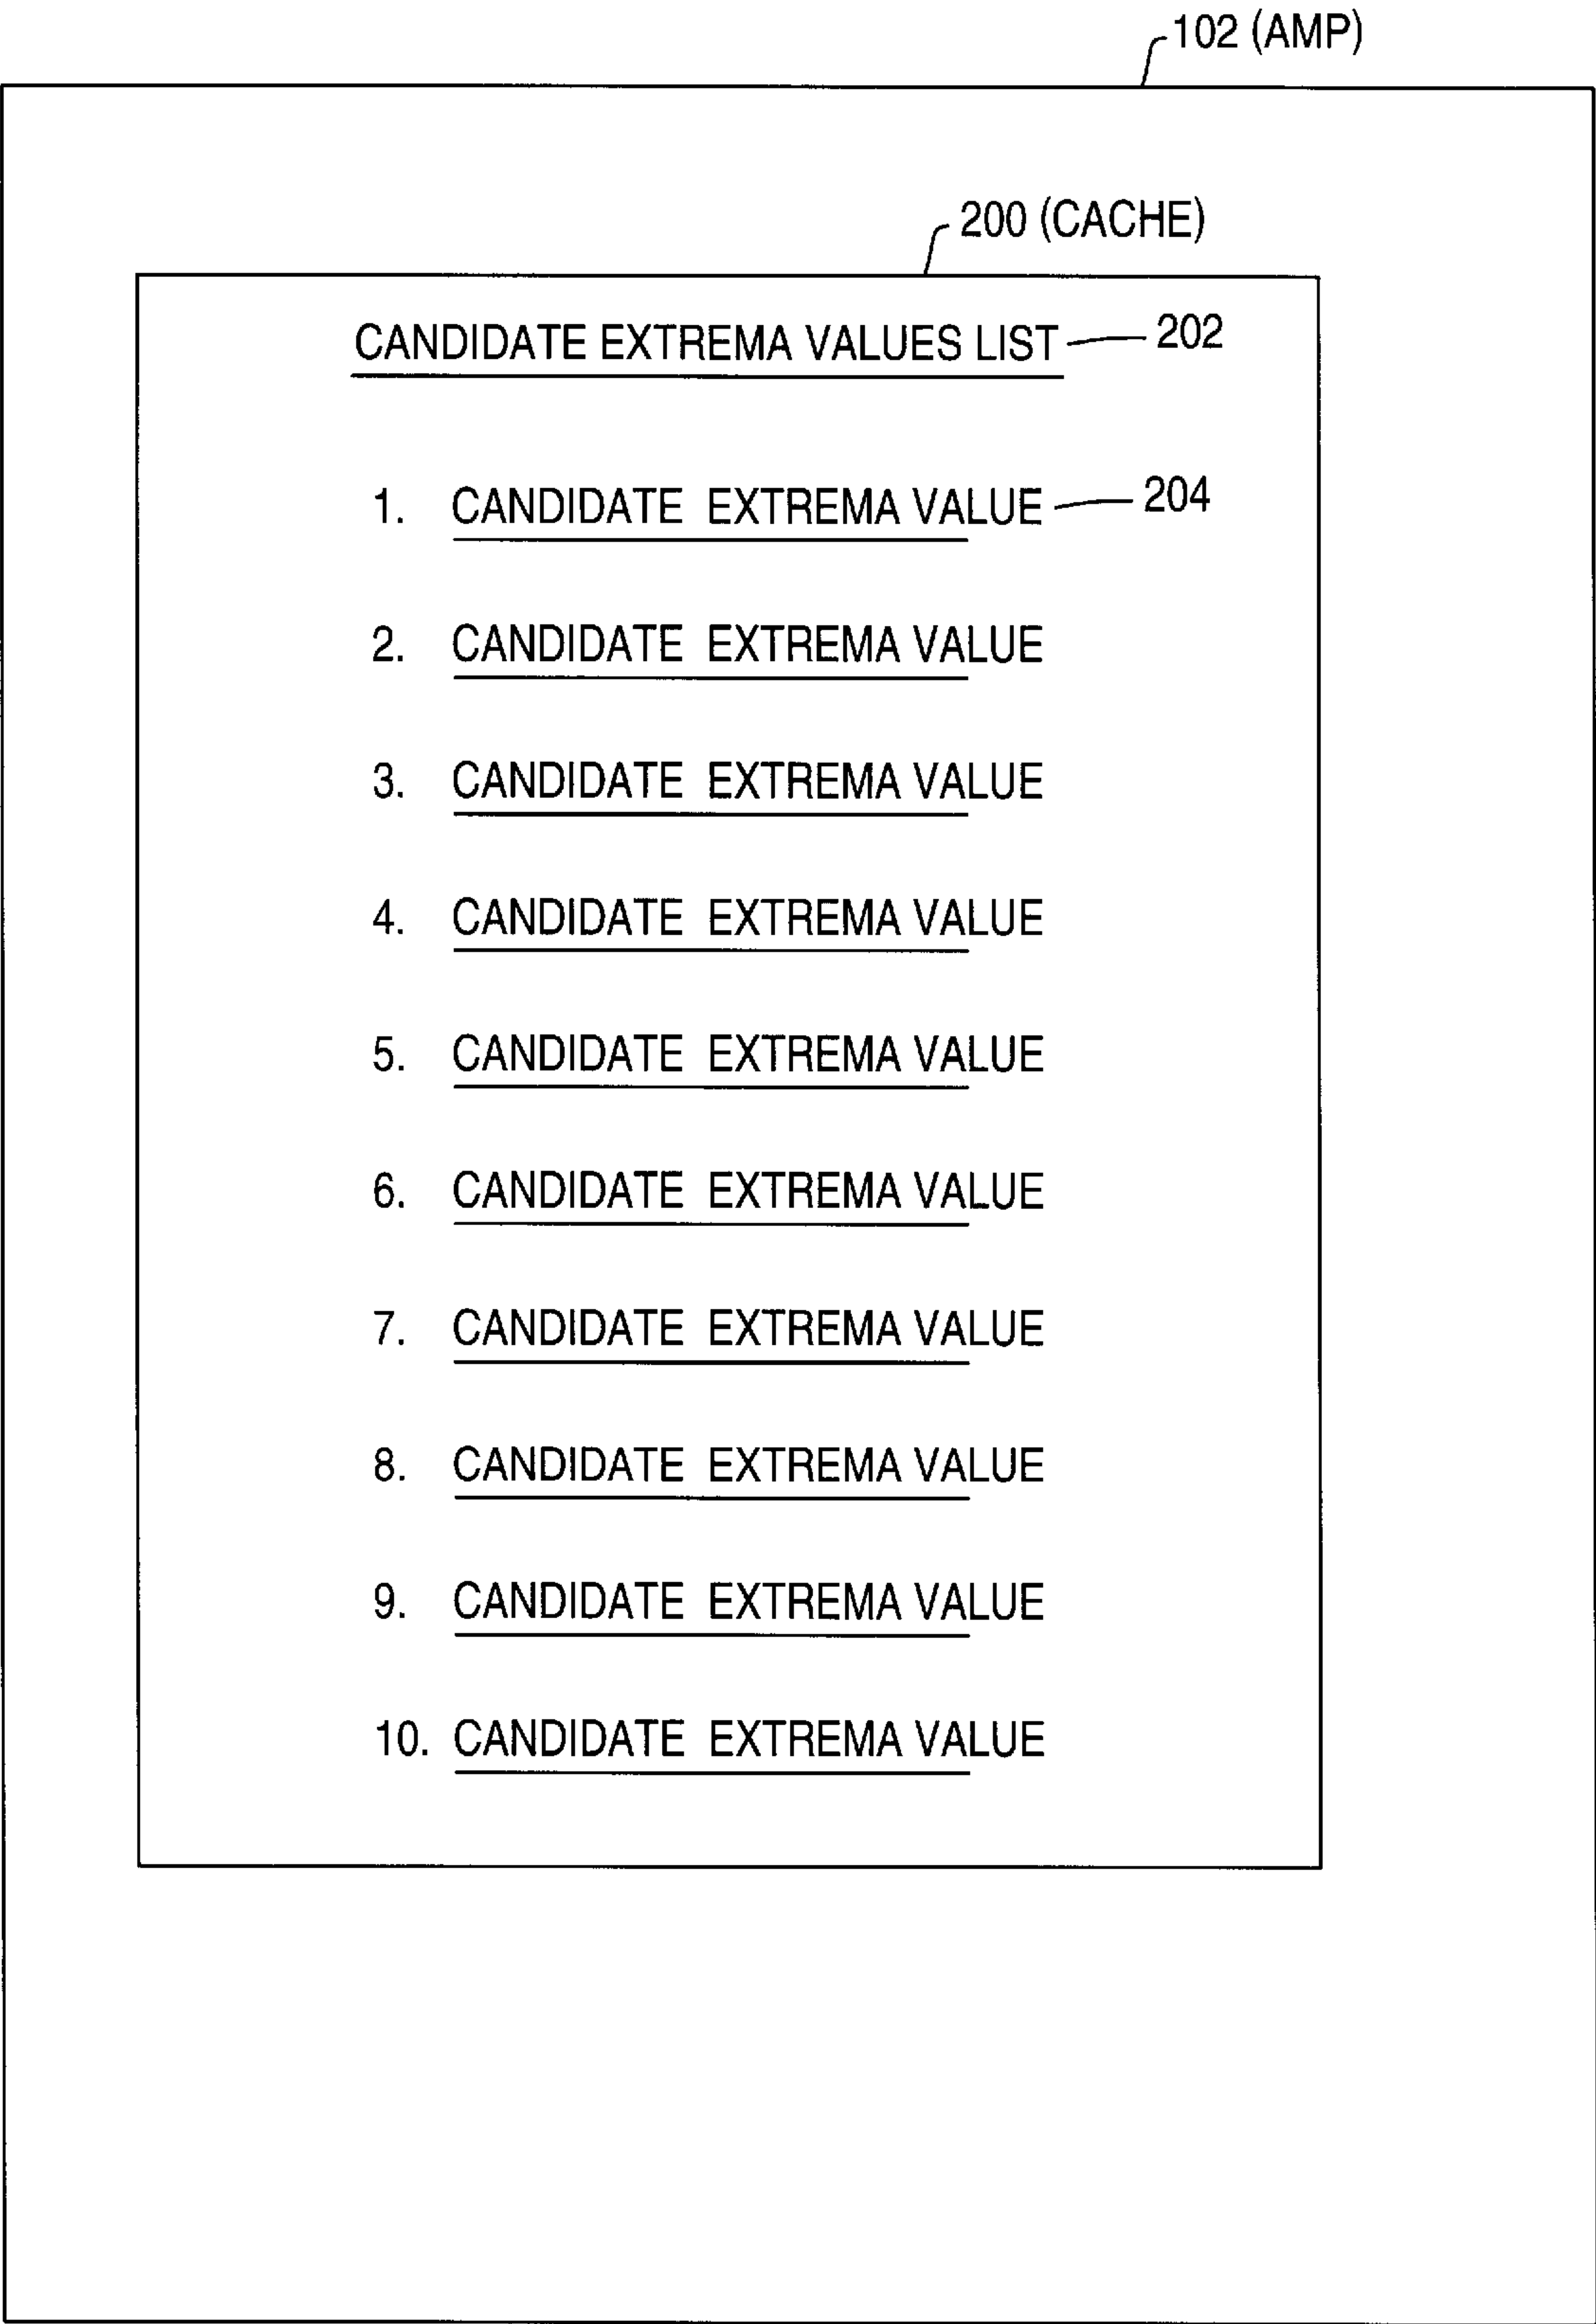 102 (AMP)
200 (CACHE)
CANDIDATE EXTREMA VALUES LIST 202
1. CANDIDATE EXTREMA VALUE 204
2. CANDIDATE EXTREMA VALUE
3. CANDIDATE EXTREMA VALUE
4. CANDIDATE EXTREMA VALUE
5. CANDIDATE EXTREMA VALUE
6. CANDIDATE EXTREMA VALUE
7. CANDIDATE EXTREMA VALUE
8. CANDIDATE EXTREMA VALUE
9. CANDIDATE EXTREMA VALUE
10. CANDIDATE EXTREMA VALUE